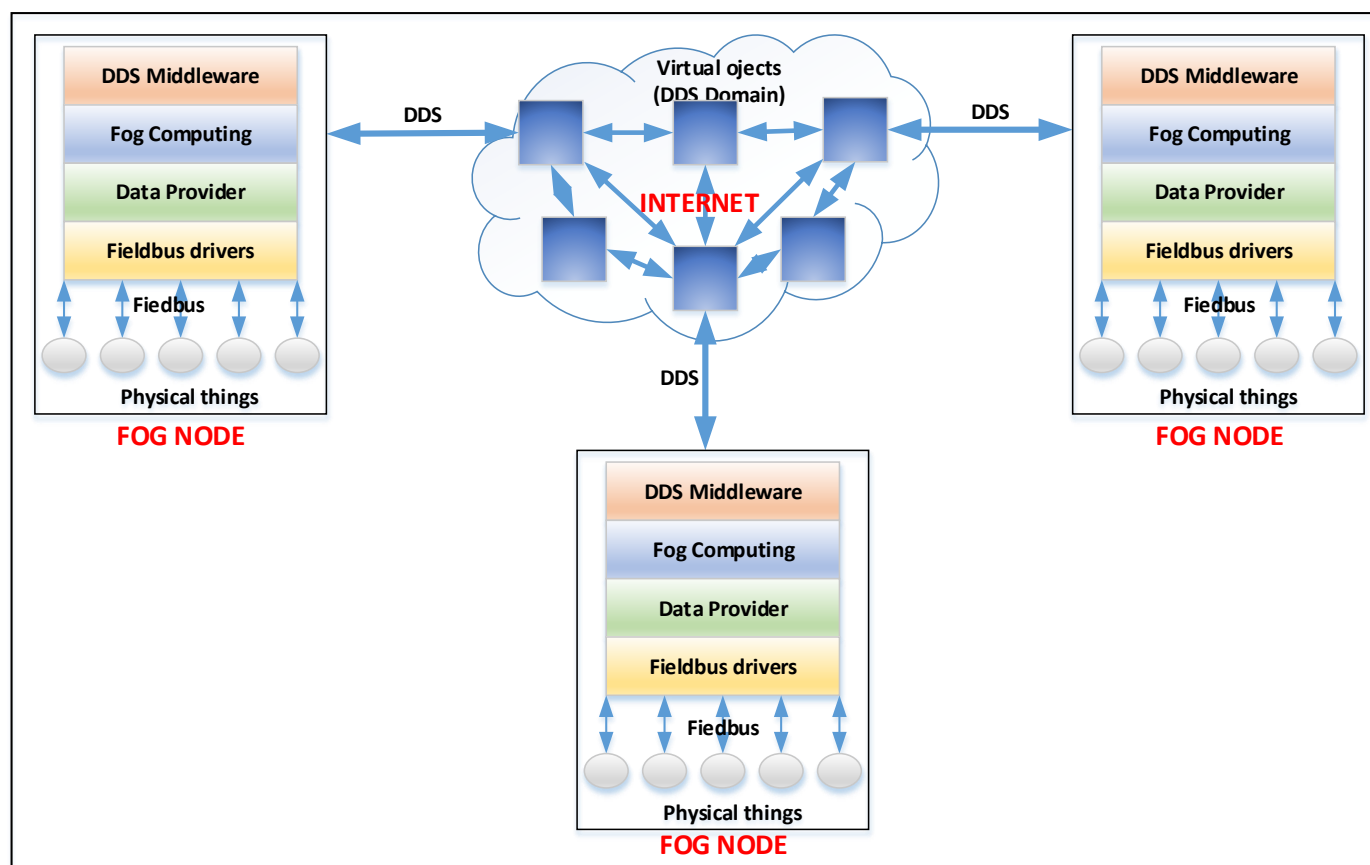 DDS Middleware
Fog Computing
Data Provider
Fieldbus drivers
Fiedbus
Physical things
FOG NODE
DDS
Virtual ojects
(DDS Domain)
INTERNET
DDS
DDS
DDS Middleware
Fog Computing
Data Provider
Fieldbus drivers
Fiedbus
Physical things
FOG NODE
DDS Middleware
Fog Computing
Data Provider
Fieldbus drivers
Fiedbus
Physical things
FOG NODE